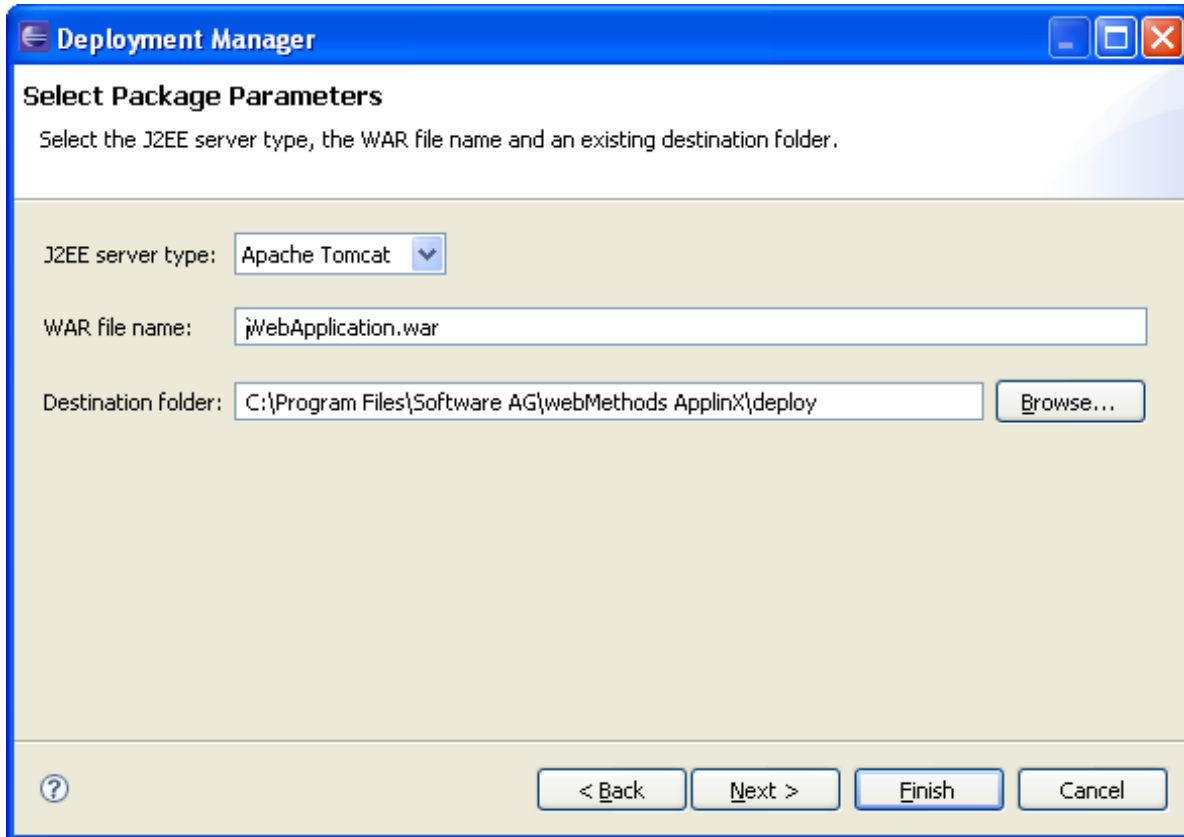 Deployment Manager
Select Package Parameters
Select the J2EE server type, the WAR file name and an existing destination folder.
J2EE server type: Apache Tomcat
WAR file name: jWebApplication.war
Destination folder: C:\Program Files\Software AG\webMethods ApplinX\deploy Browse...
? < Back Next > Finish Cancel